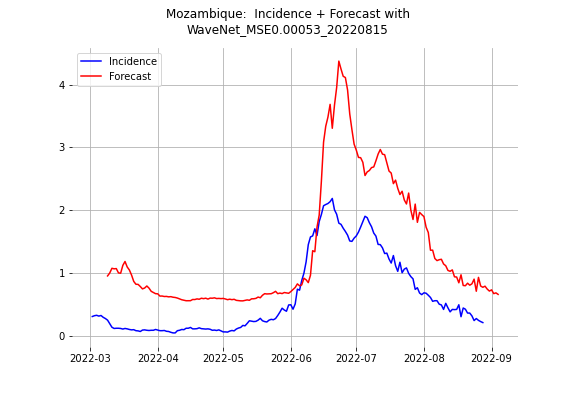 Mozambique:  Incidence + Forecast with
WaveNet_MSE0.00053_20220815
Incidence
Forecast
4
3
2
1
0
2022-03 2022-04 2022-05 2022-06 2022-07 2022-08 2022-09